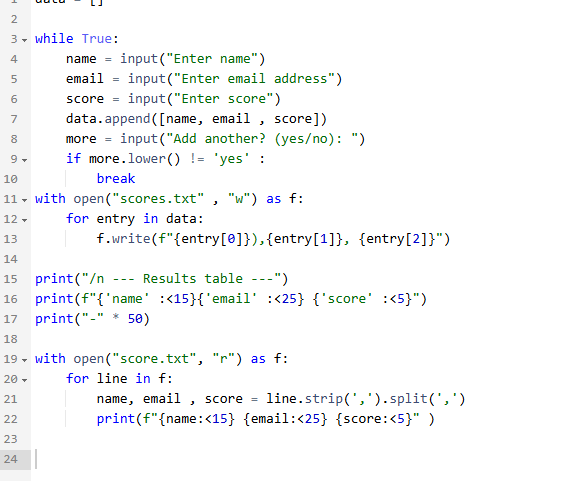 1 data = []
2
3 while True:
4     name = input("Enter name")
5     email = input("Enter email address")
6     score = input("Enter score")
7     data.append([name, email , score])
8     more = input("Add another? (yes/no): ")
9     if more.lower() != 'yes' :
10         break
11 with open("scores.txt" , "w") as f:
12     for entry in data:
13         f.write(f"{entry[0]}),{entry[1]}, {entry[2]}")
14
15 print("/n --- Results table ---")
16 print(f"{'name' :<15}{'email' :<25} {'score' :<5}")
17 print("-" * 50)
18
19 with open("score.txt", "r") as f:
20     for line in f:
21         name, email , score = line.strip(',').split(',')
22         print(f"{name:<15} {email:<25} {score:<5}" )
23
24